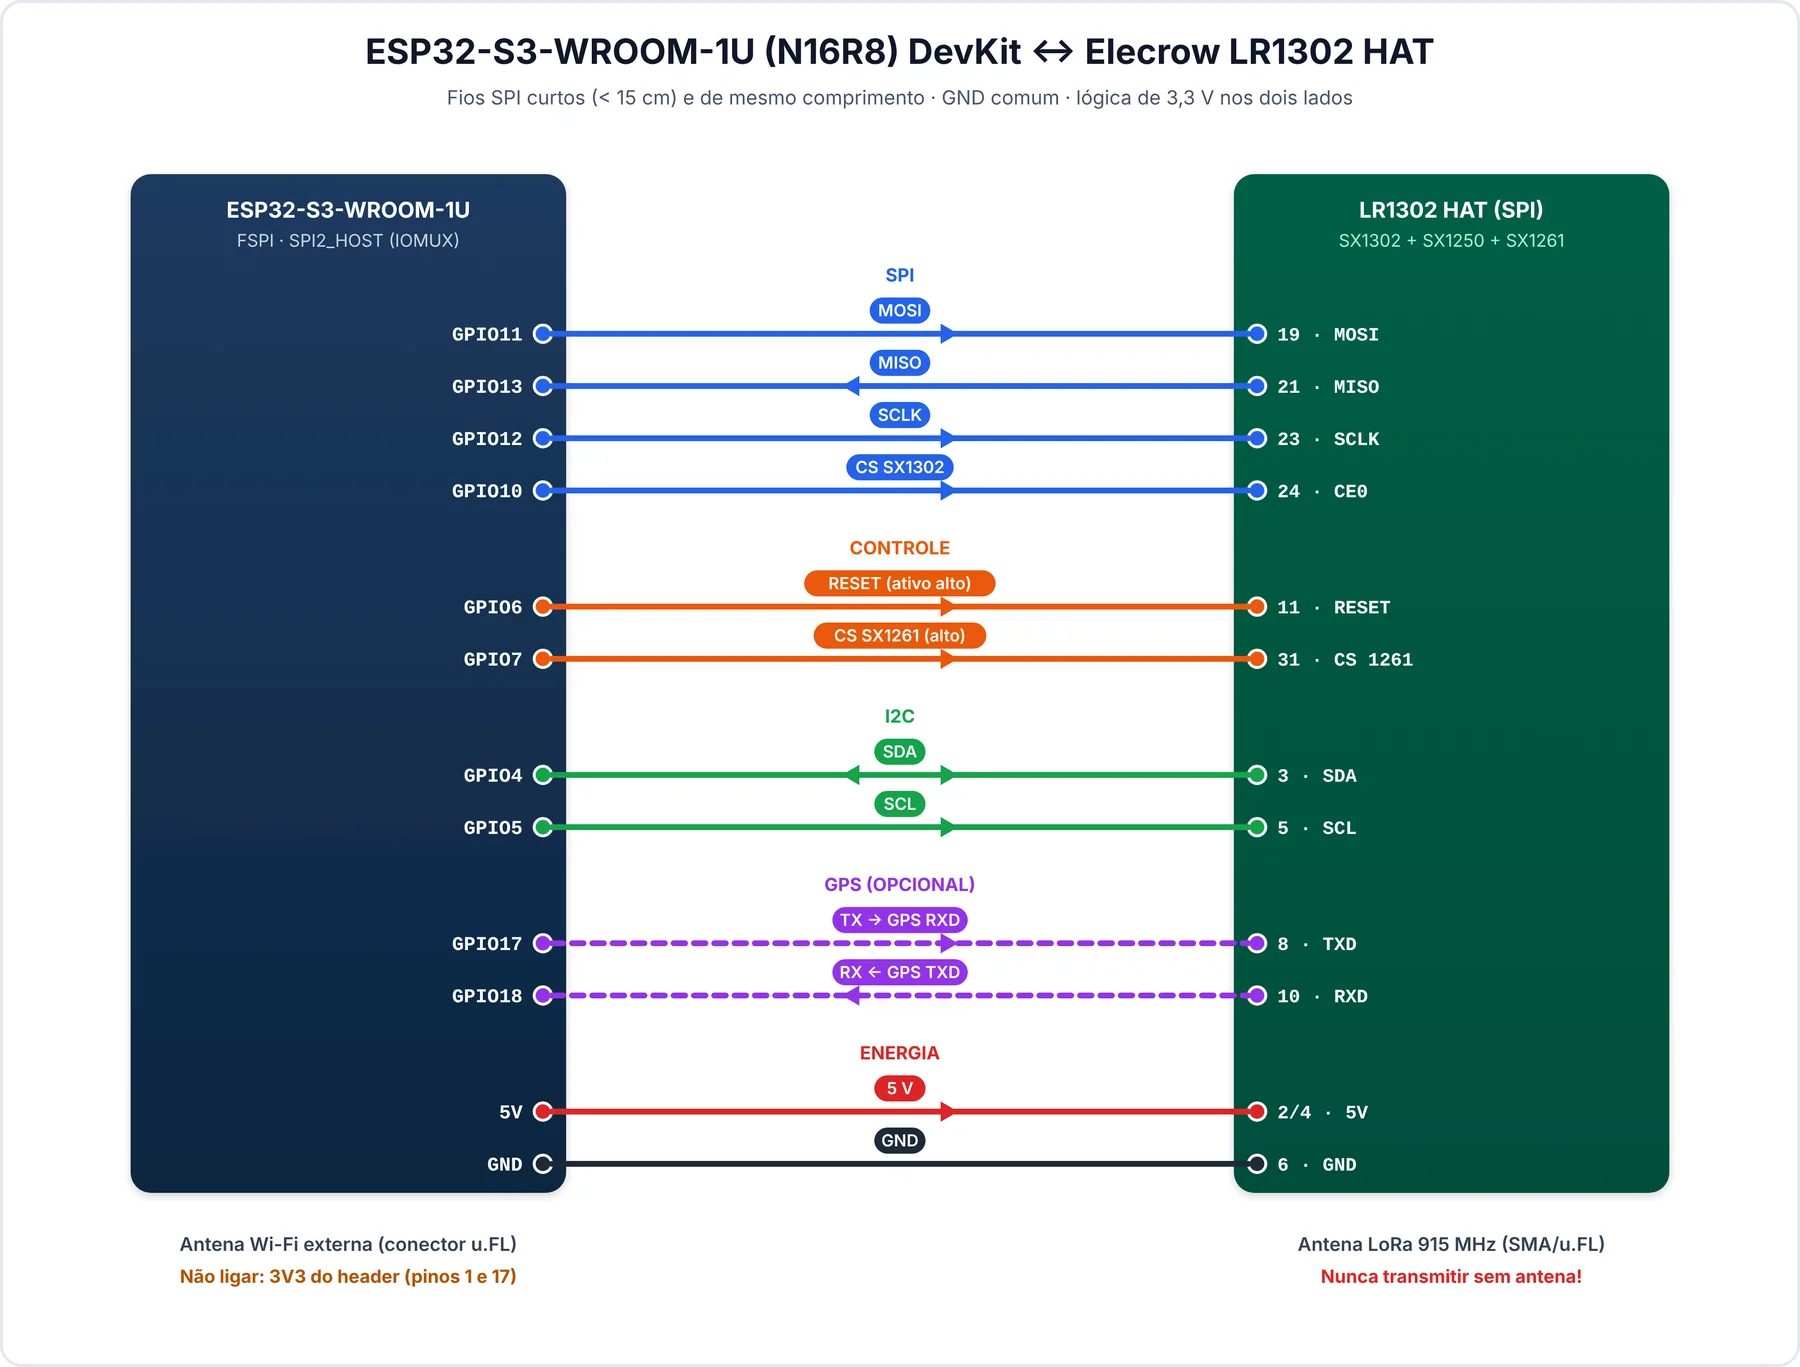 ESP32-S3-WROOM-1U (N16R8) DevKit ↔ Elecrow LR1302 HAT
Fios SPI curtos (< 15 cm) e de mesmo comprimento · GND comum · lógica de 3,3 V nos dois lados
ESP32-S3-WROOM-1U
FSPI · SPI2_HOST (IOMUX)
LR1302 HAT (SPI)
SX1302 + SX1250 + SX1261
SPI
MOSI
GPIO11
19 · MOSI
MISO
GPIO13
21 · MISO
SCLK
GPIO12
23 · SCLK
CS SX1302
GPIO10
24 · CE0
CONTROLE
RESET (ativo alto)
GPIO6
11 · RESET
CS SX1261 (alto)
GPIO7
31 · CS 1261
I2C
SDA
GPIO4
3 · SDA
SCL
GPIO5
5 · SCL
GPS (OPCIONAL)
TX → GPS RXD
GPIO17
8 · TXD
RX ← GPS TXD
GPIO18
10 · RXD
ENERGIA
5 V
5V
2/4 · 5V
GND
GND
6 · GND
Antena Wi-Fi externa (conector u.FL)
Não ligar: 3V3 do header (pinos 1 e 17)
Antena LoRa 915 MHz (SMA/u.FL)
Nunca transmitir sem antena!